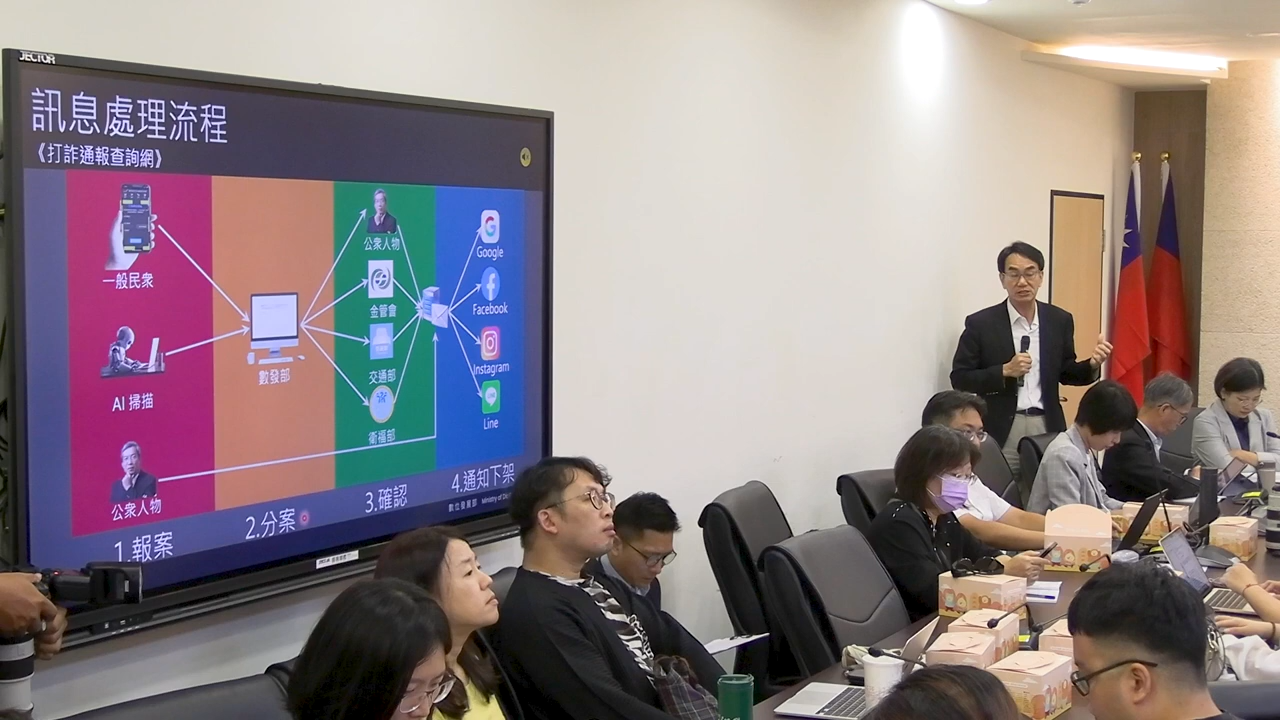 JECTOR
訊息處理流程
《打詐通報查詢網》
一般民眾
AI 掃描
公眾人物
1.報案
數發部
2.分案
公眾人物
金管會
交通部
衛福部
3.確認
Google
Facebook
Instagram
LINE
Line
4.通知下架
數位發展部 Ministry of Di